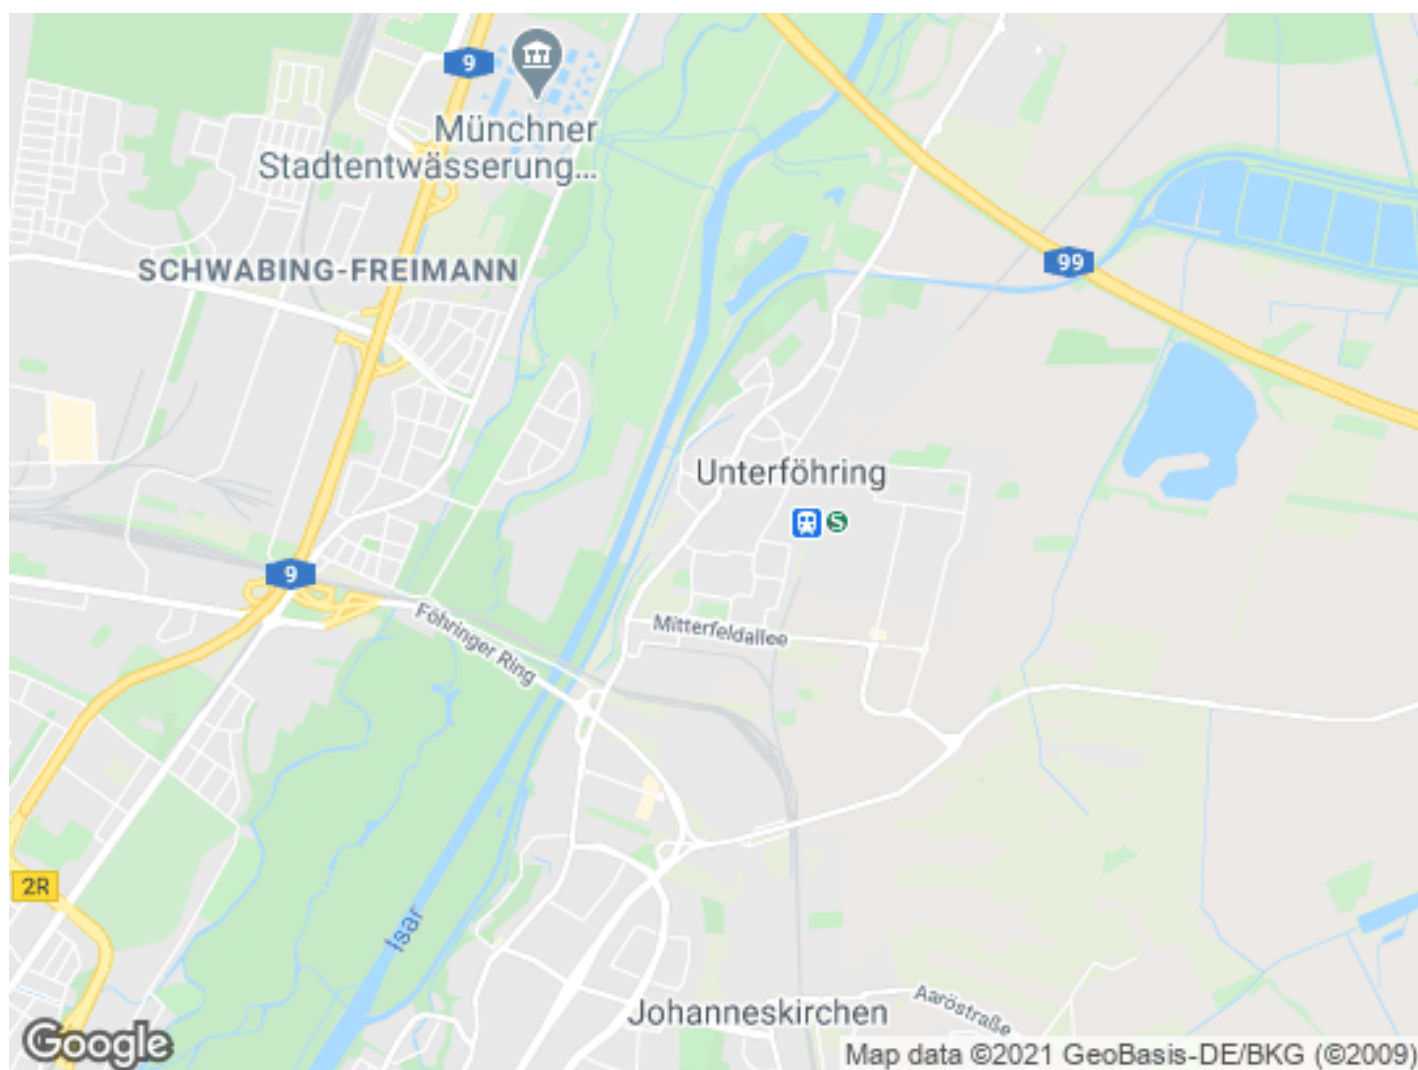 9
Münchner
Stadtentwässerung...
SCHWABING-FREIMANN
99
Unterföhring
S
9
Föhringer Ring
Mitterfeldallee
2R
Isar
Johanneskirchen
Aaröstraße
Google
Map data ©2021 GeoBasis-DE/BKG (©2009)